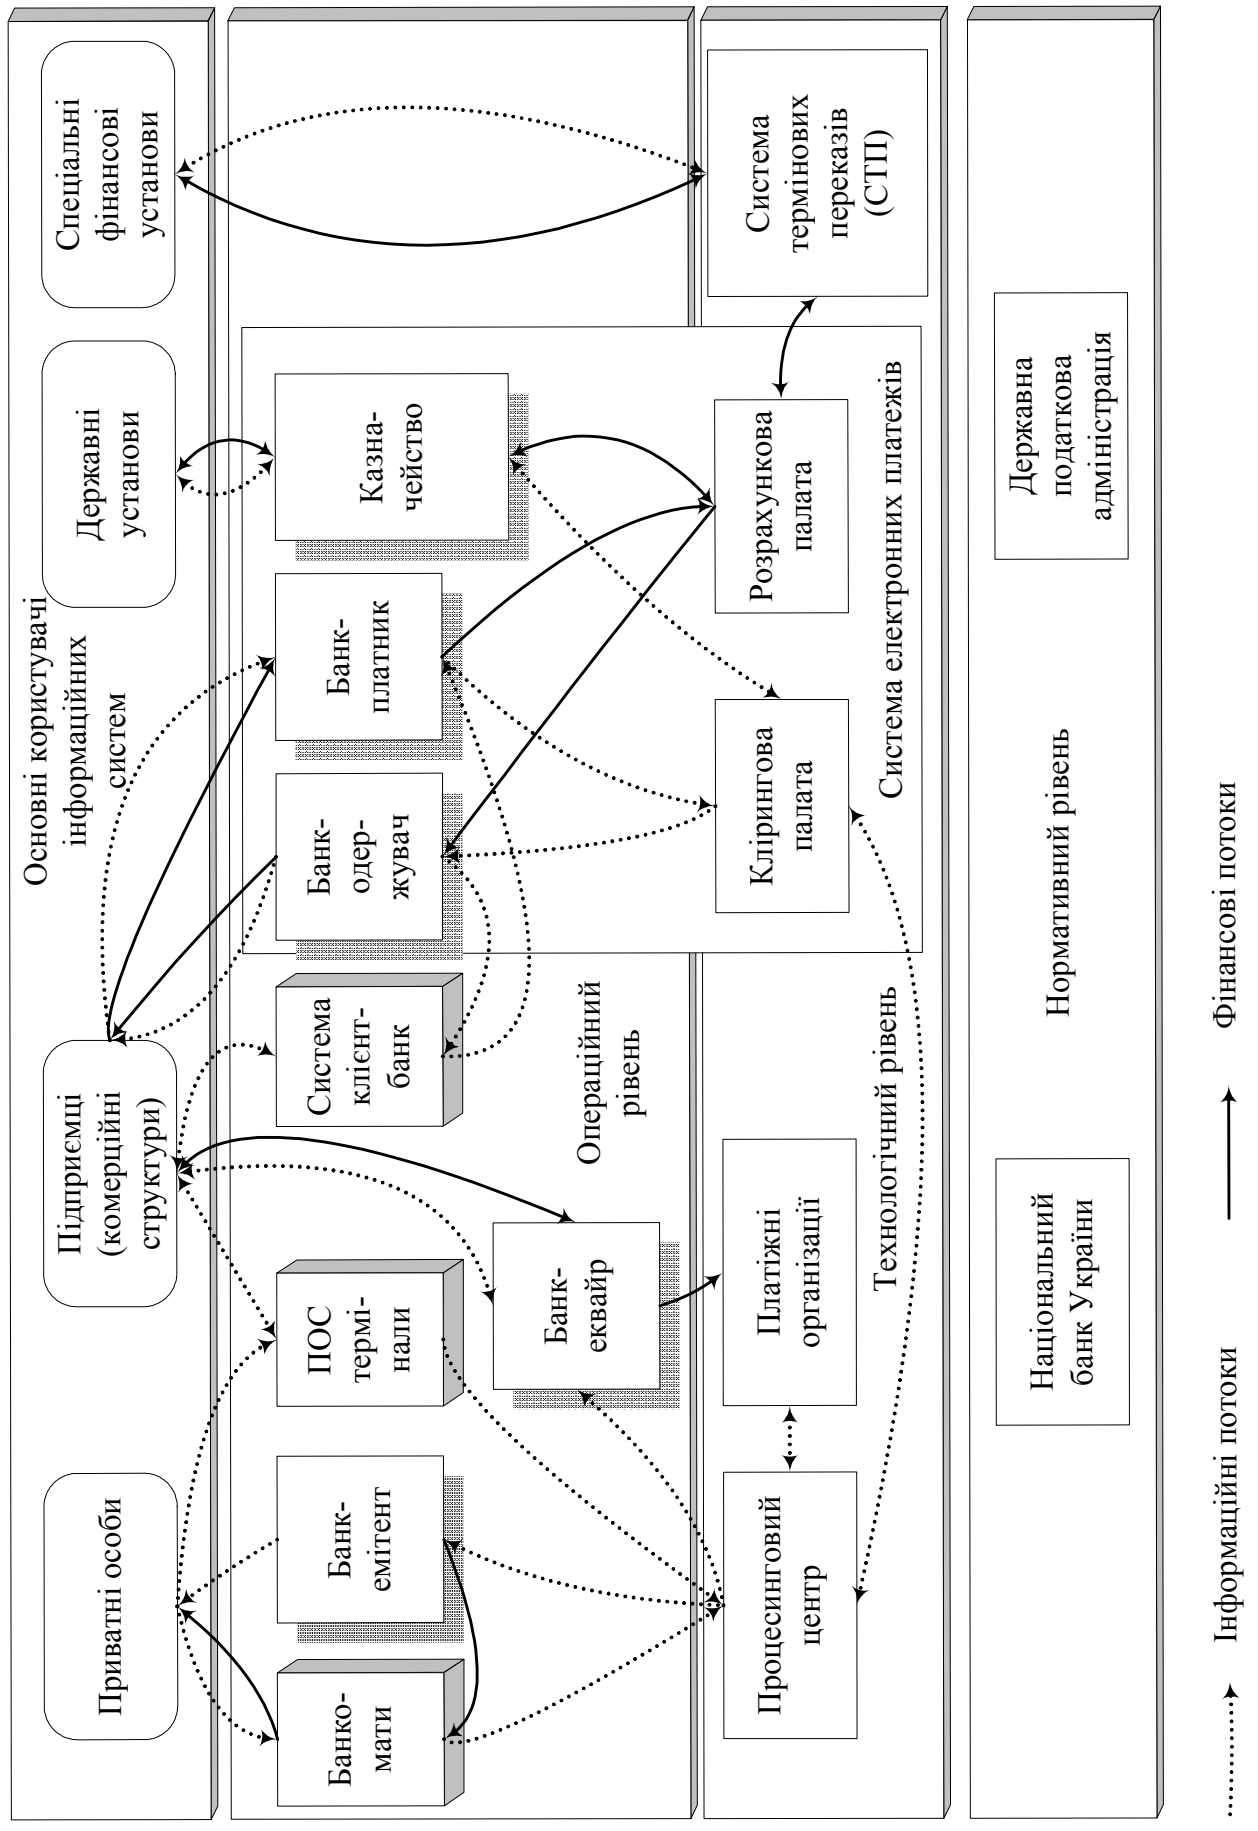 Основні користувачі
інформаційних
систем
Приватні особи
Підприємці
(комерційні
структури)
Державні
установи
Спеціальні
фінансові
установи
Банко-
мати
Банк-
емітент
ПОС
термі-
нали
Система
клієнт-
банк
Банк-
одер-
жувач
Банк-
платник
Казна-
чейство
Банк-
еквайр
Операційний
рівень
Процесинговий
центр
Платіжні
організації
Клірингова
палата
Розрахункова
палата
Система
термінових
переказів
(СТП)
Технологічний рівень
Система електронних платежів
Національний
банк України
Нормативний рівень
Державна
податкова
адміністрація
Інформаційні потоки
Фінансові потоки